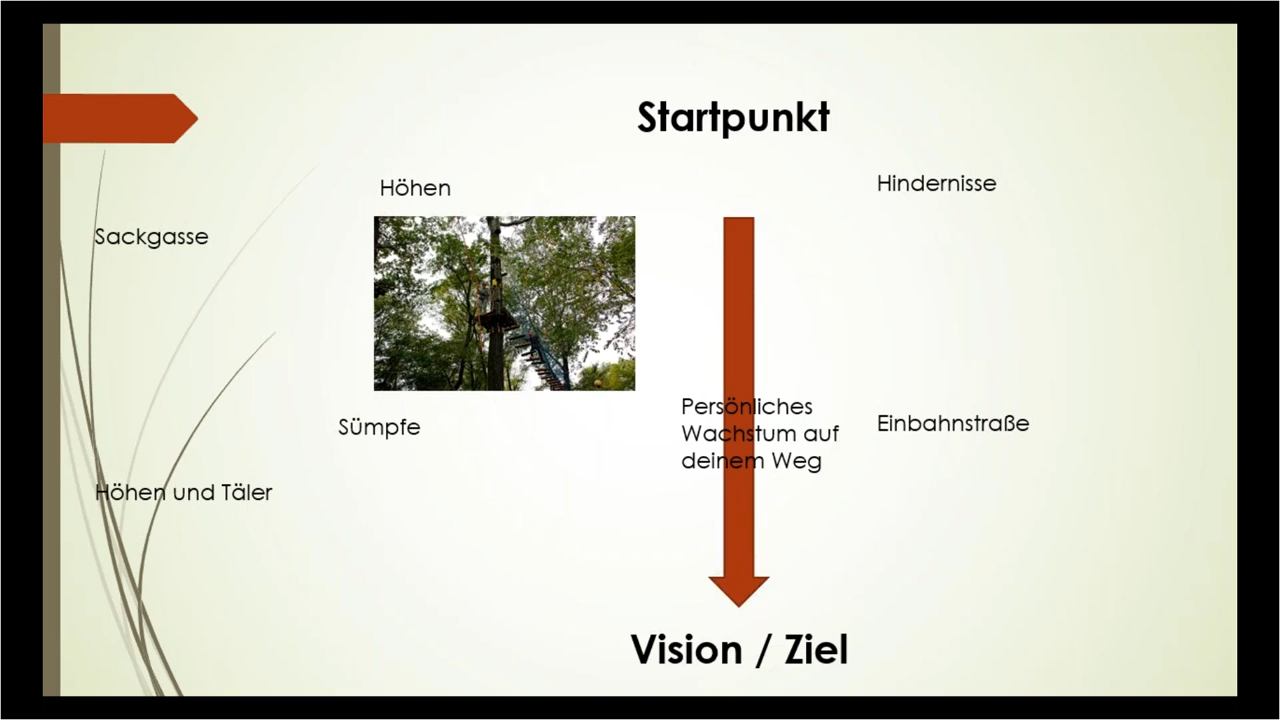 Startpunkt
Höhen
Hindernisse
Sackgasse
Persönliches
Wachstum auf
deinem Weg
Sümpfe
Einbahnstraße
Höhen und Täler
Vision / Ziel